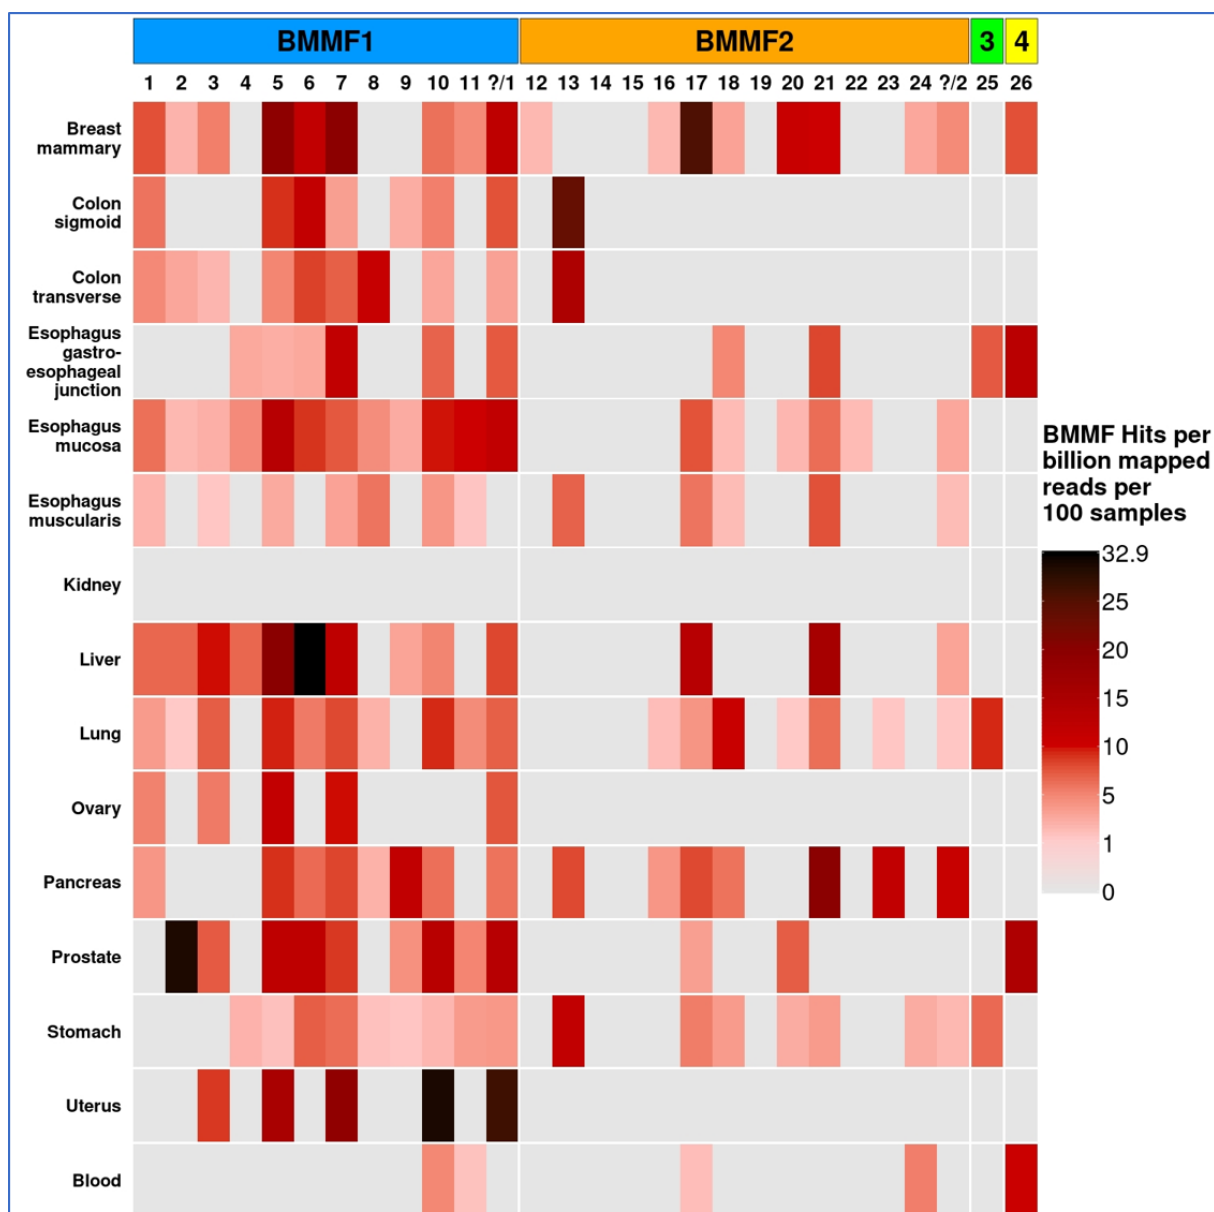 BMMF1 BMMF2 3 4
1 2 3 4 5 6 7 8 9 10 11 ?/1 12 13 14 15 16 17 18 19 20 21 22 23 24 ?/2 25 26
Breast
mammary
Colon
sigmoid
Colon
transverse
Esophagus
gastro-
esophageal
junction
Esophagus
mucosa
Esophagus
muscularis
Kidney
Liver
Lung
Ovary
Pancreas
Prostate
Stomach
Uterus
Blood
BMMF Hits per
billion mapped
reads per
100 samples
32.9
25
20
15
10
5
1
0